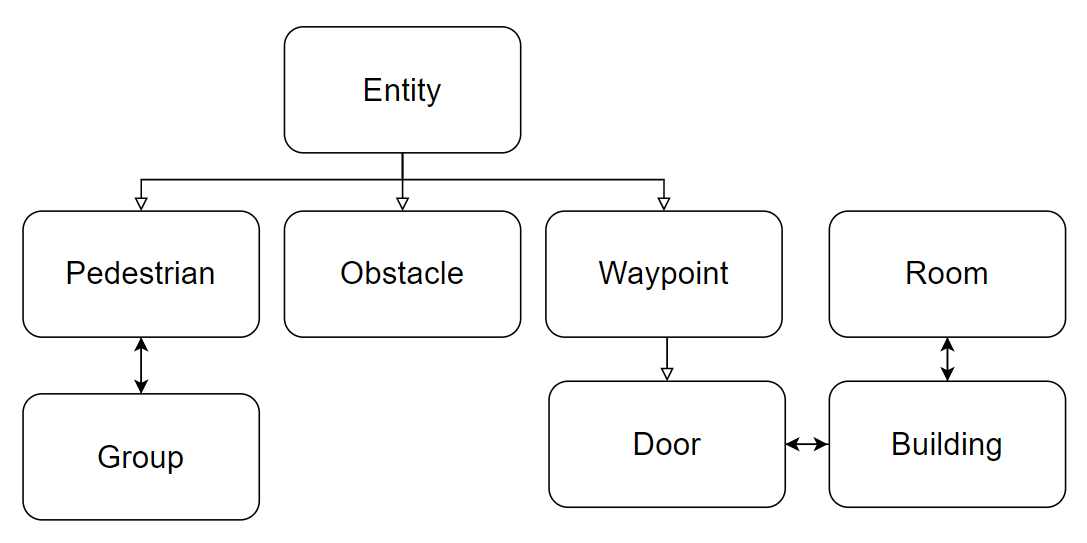 Entity
Pedestrian
Obstacle
Waypoint
Room
Group
Door
Building